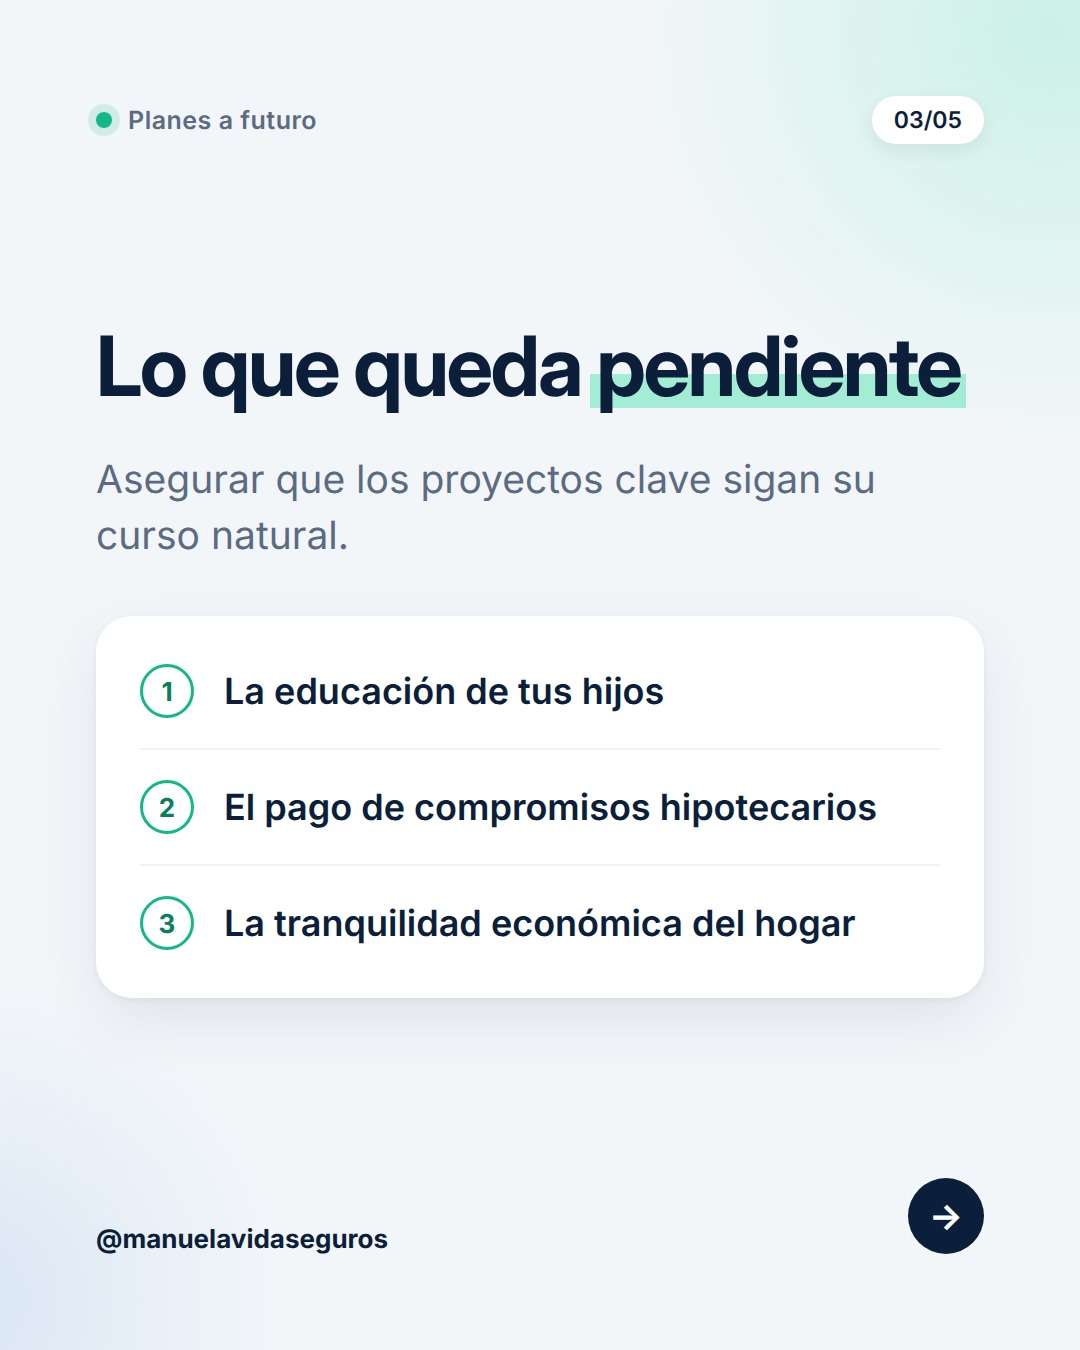 Planes a futuro
03/05
Lo que queda pendiente
Asegurar que los proyectos clave sigan su
curso natural.
1 La educación de tus hijos
2 El pago de compromisos hipotecarios
3 La tranquilidad económica del hogar
@manuelavidaseguros